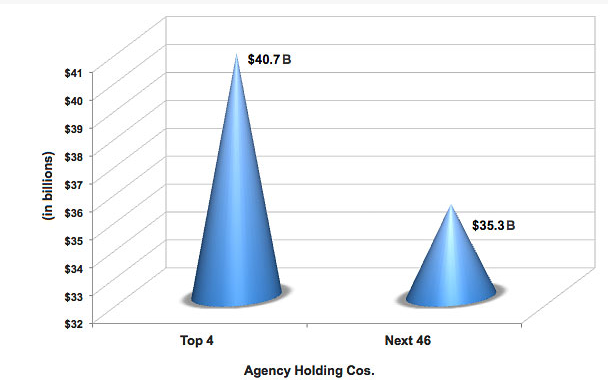 $40.7 B
$41
$40
$39
$38
$37
$36
$35
$34
$33
$32
(in billions)
$35.3 B
Top 4
Next 46
Agency Holding Cos.